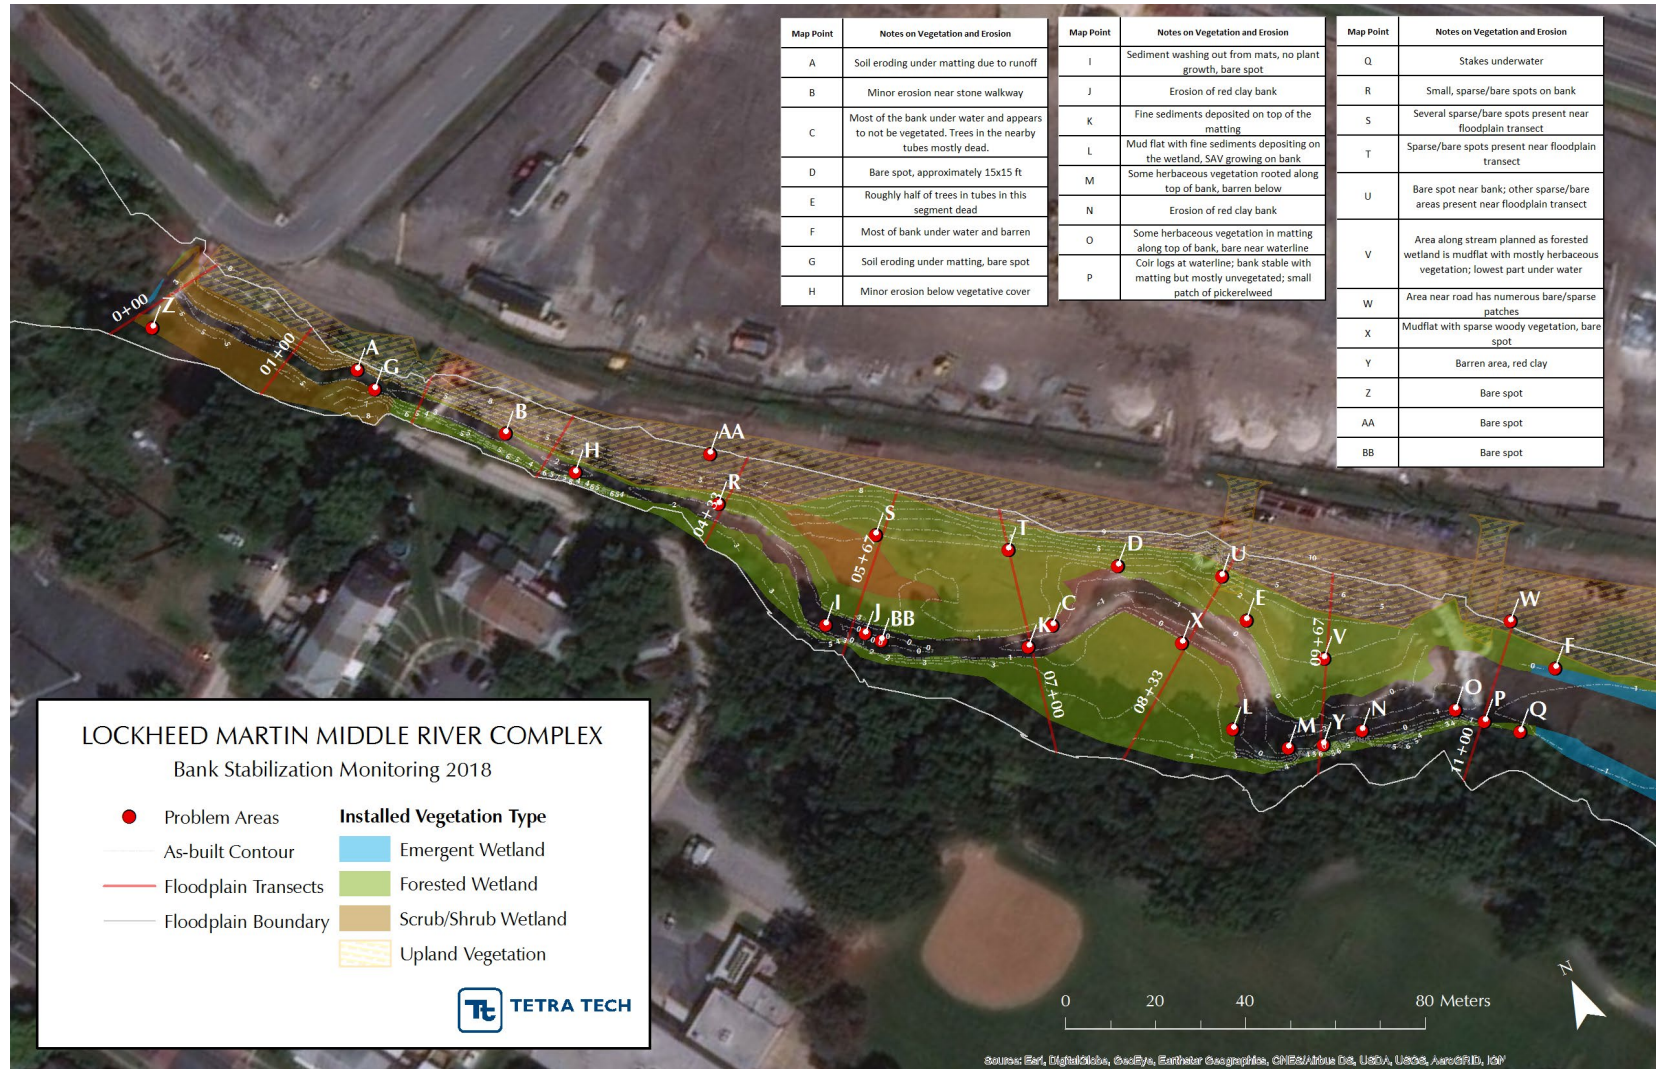 Map Point Notes on Vegetation and Erosion
A Soil eroding under matting due to runoff
B Minor erosion near stone walkway
C Most of the bank under water and appears
to not be vegetated. Trees in the nearby
tubes mostly dead.
D Bare spot, approximately 15x15 ft
E Roughly half of trees in tubes in this
segment dead
F Most of bank under water and barren
G Soil eroding under matting, bare spot
H Minor erosion below vegetative cover
Map Point Notes on Vegetation and Erosion
I Sediment washing out from mats, no plant
growth, bare spot
J Erosion of red clay bank
K Fine sediments deposited on top of the
matting
L Mud flat with fine sediments depositing on
the wetland, SAV growing on bank
M Some herbaceous vegetation rooted along
top of bank, barren below
N Erosion of red clay bank
O Some herbaceous vegetation in matting
along top of bank, bare near waterline
P Coir logs at waterline; bank stable with
matting but mostly unvegetated; small
patch of pickerelweed
Map Point Notes on Vegetation and Erosion
Q Stakes underwater
R Small, sparse/bare spots on bank
S Several sparse/bare spots present near
floodplain transect
T Sparse/bare spots present near floodplain
transect
U Bare spot near bank; other sparse/bare
areas present near floodplain transect
V Area along stream planned as forested
wetland is mudflat with mostly herbaceous
vegetation; lowest part under water
W Area near road has numerous bare/sparse
patches
X Mudflat with sparse woody vegetation, bare
spot
Y Barren area, red clay
Z Bare spot
AA Bare spot
BB Bare spot
0+00
Z
01+00
A
G
B
H
AA
R
04+33
S
05+67
T
D
U
I
J
BB
K
C
X
E
V
09+67
W
F
07+00
08+33
L
M
Y
N
O
P
Q
11+00
LOCKHEED MARTIN MIDDLE RIVER COMPLEX
Bank Stabilization Monitoring 2018
Problem Areas
As-built Contour
Floodplain Transects
Floodplain Boundary
Installed Vegetation Type
Emergent Wetland
Forested Wetland
Scrub/Shrub Wetland
Upland Vegetation
Tt TETRA TECH
N
0 20 40 80 Meters
Source: Esri, DigitalGlobe, GeoEye, Earthstar Geographics, CNES/Airbus DS, USDA, USGS, AeroGRID, IGN